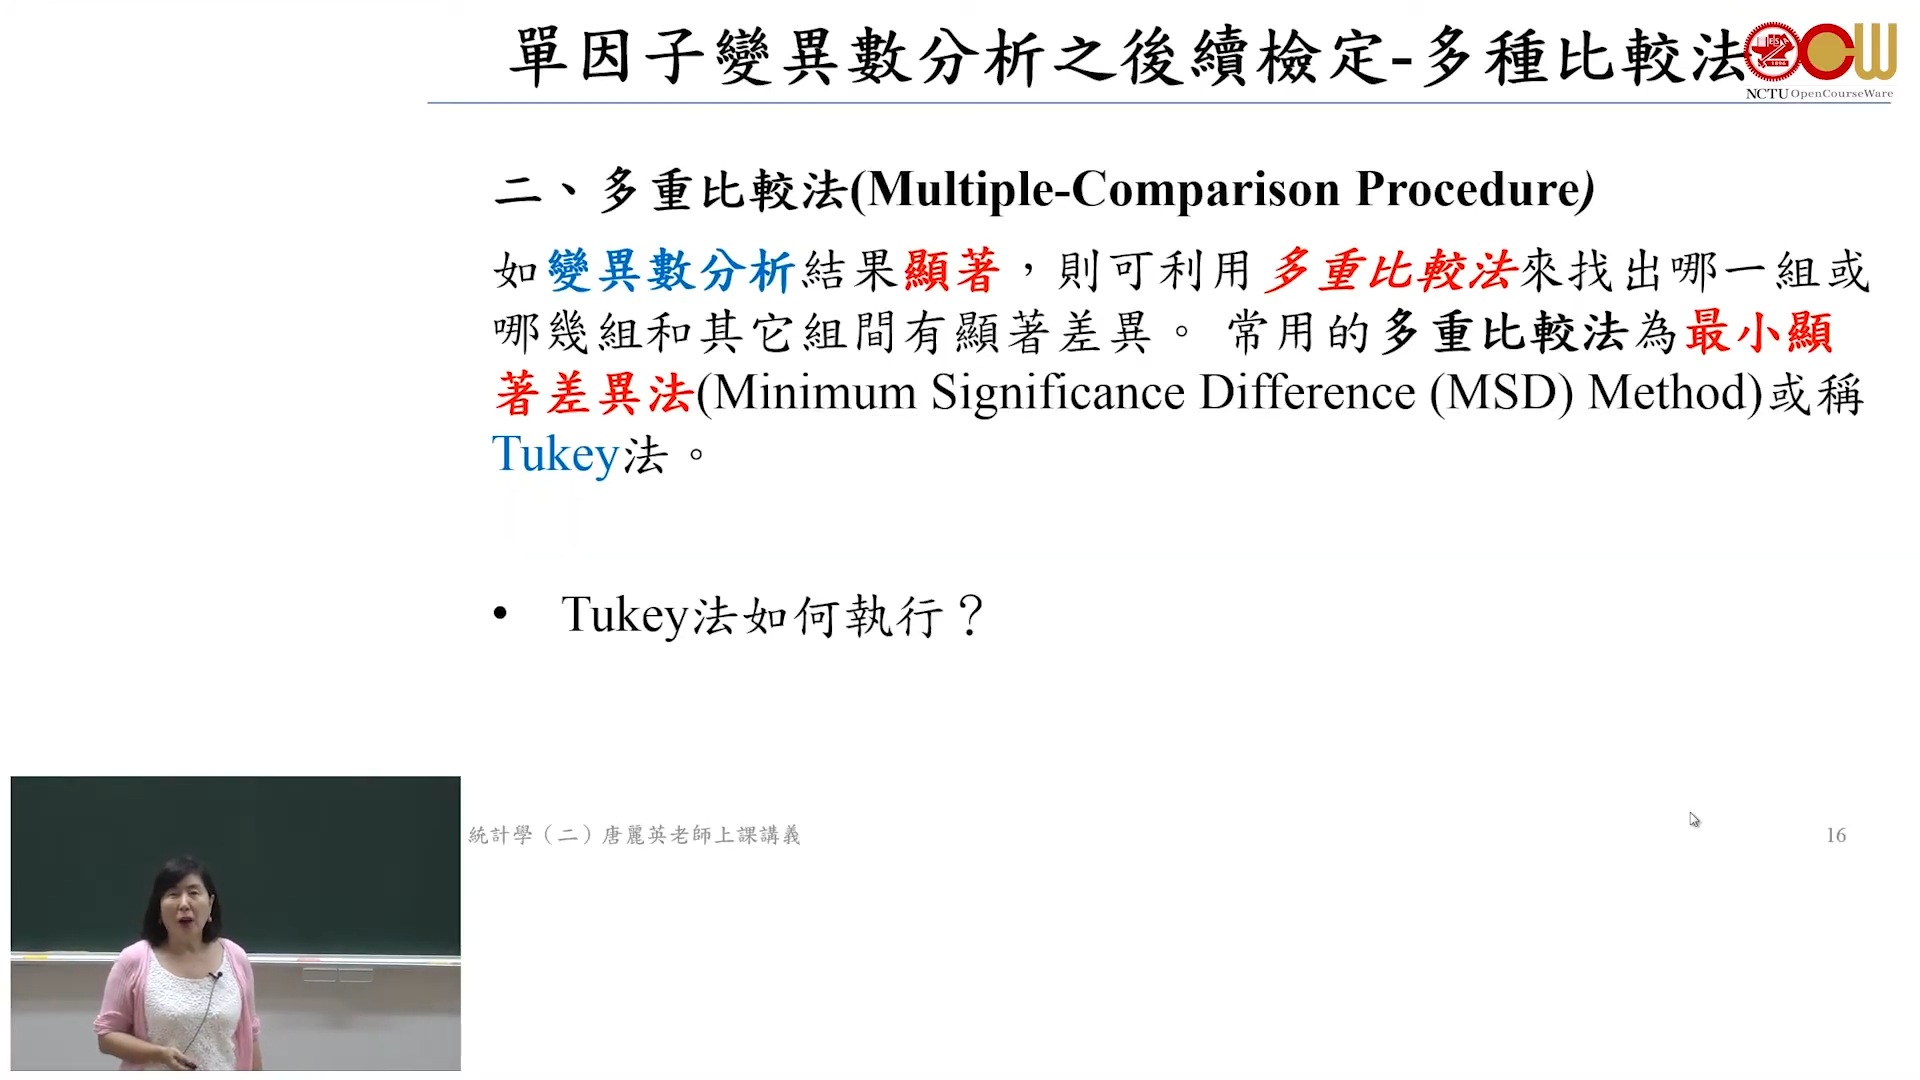 單因子變異數分析之後續檢定-多種比較法
NCTU OpenCourseWare
二、多重比較法(Multiple-Comparison Procedure)
如變異數分析結果顯著，則可利用多重比較法來找出哪一組或
哪幾組和其它組間有顯著差異。 常用的多重比較法為最小顯
著差異法(Minimum Significance Difference (MSD) Method)或稱
Tukey法。
• Tukey法如何執行？
統計學（二）唐麗英老師上課講義
16